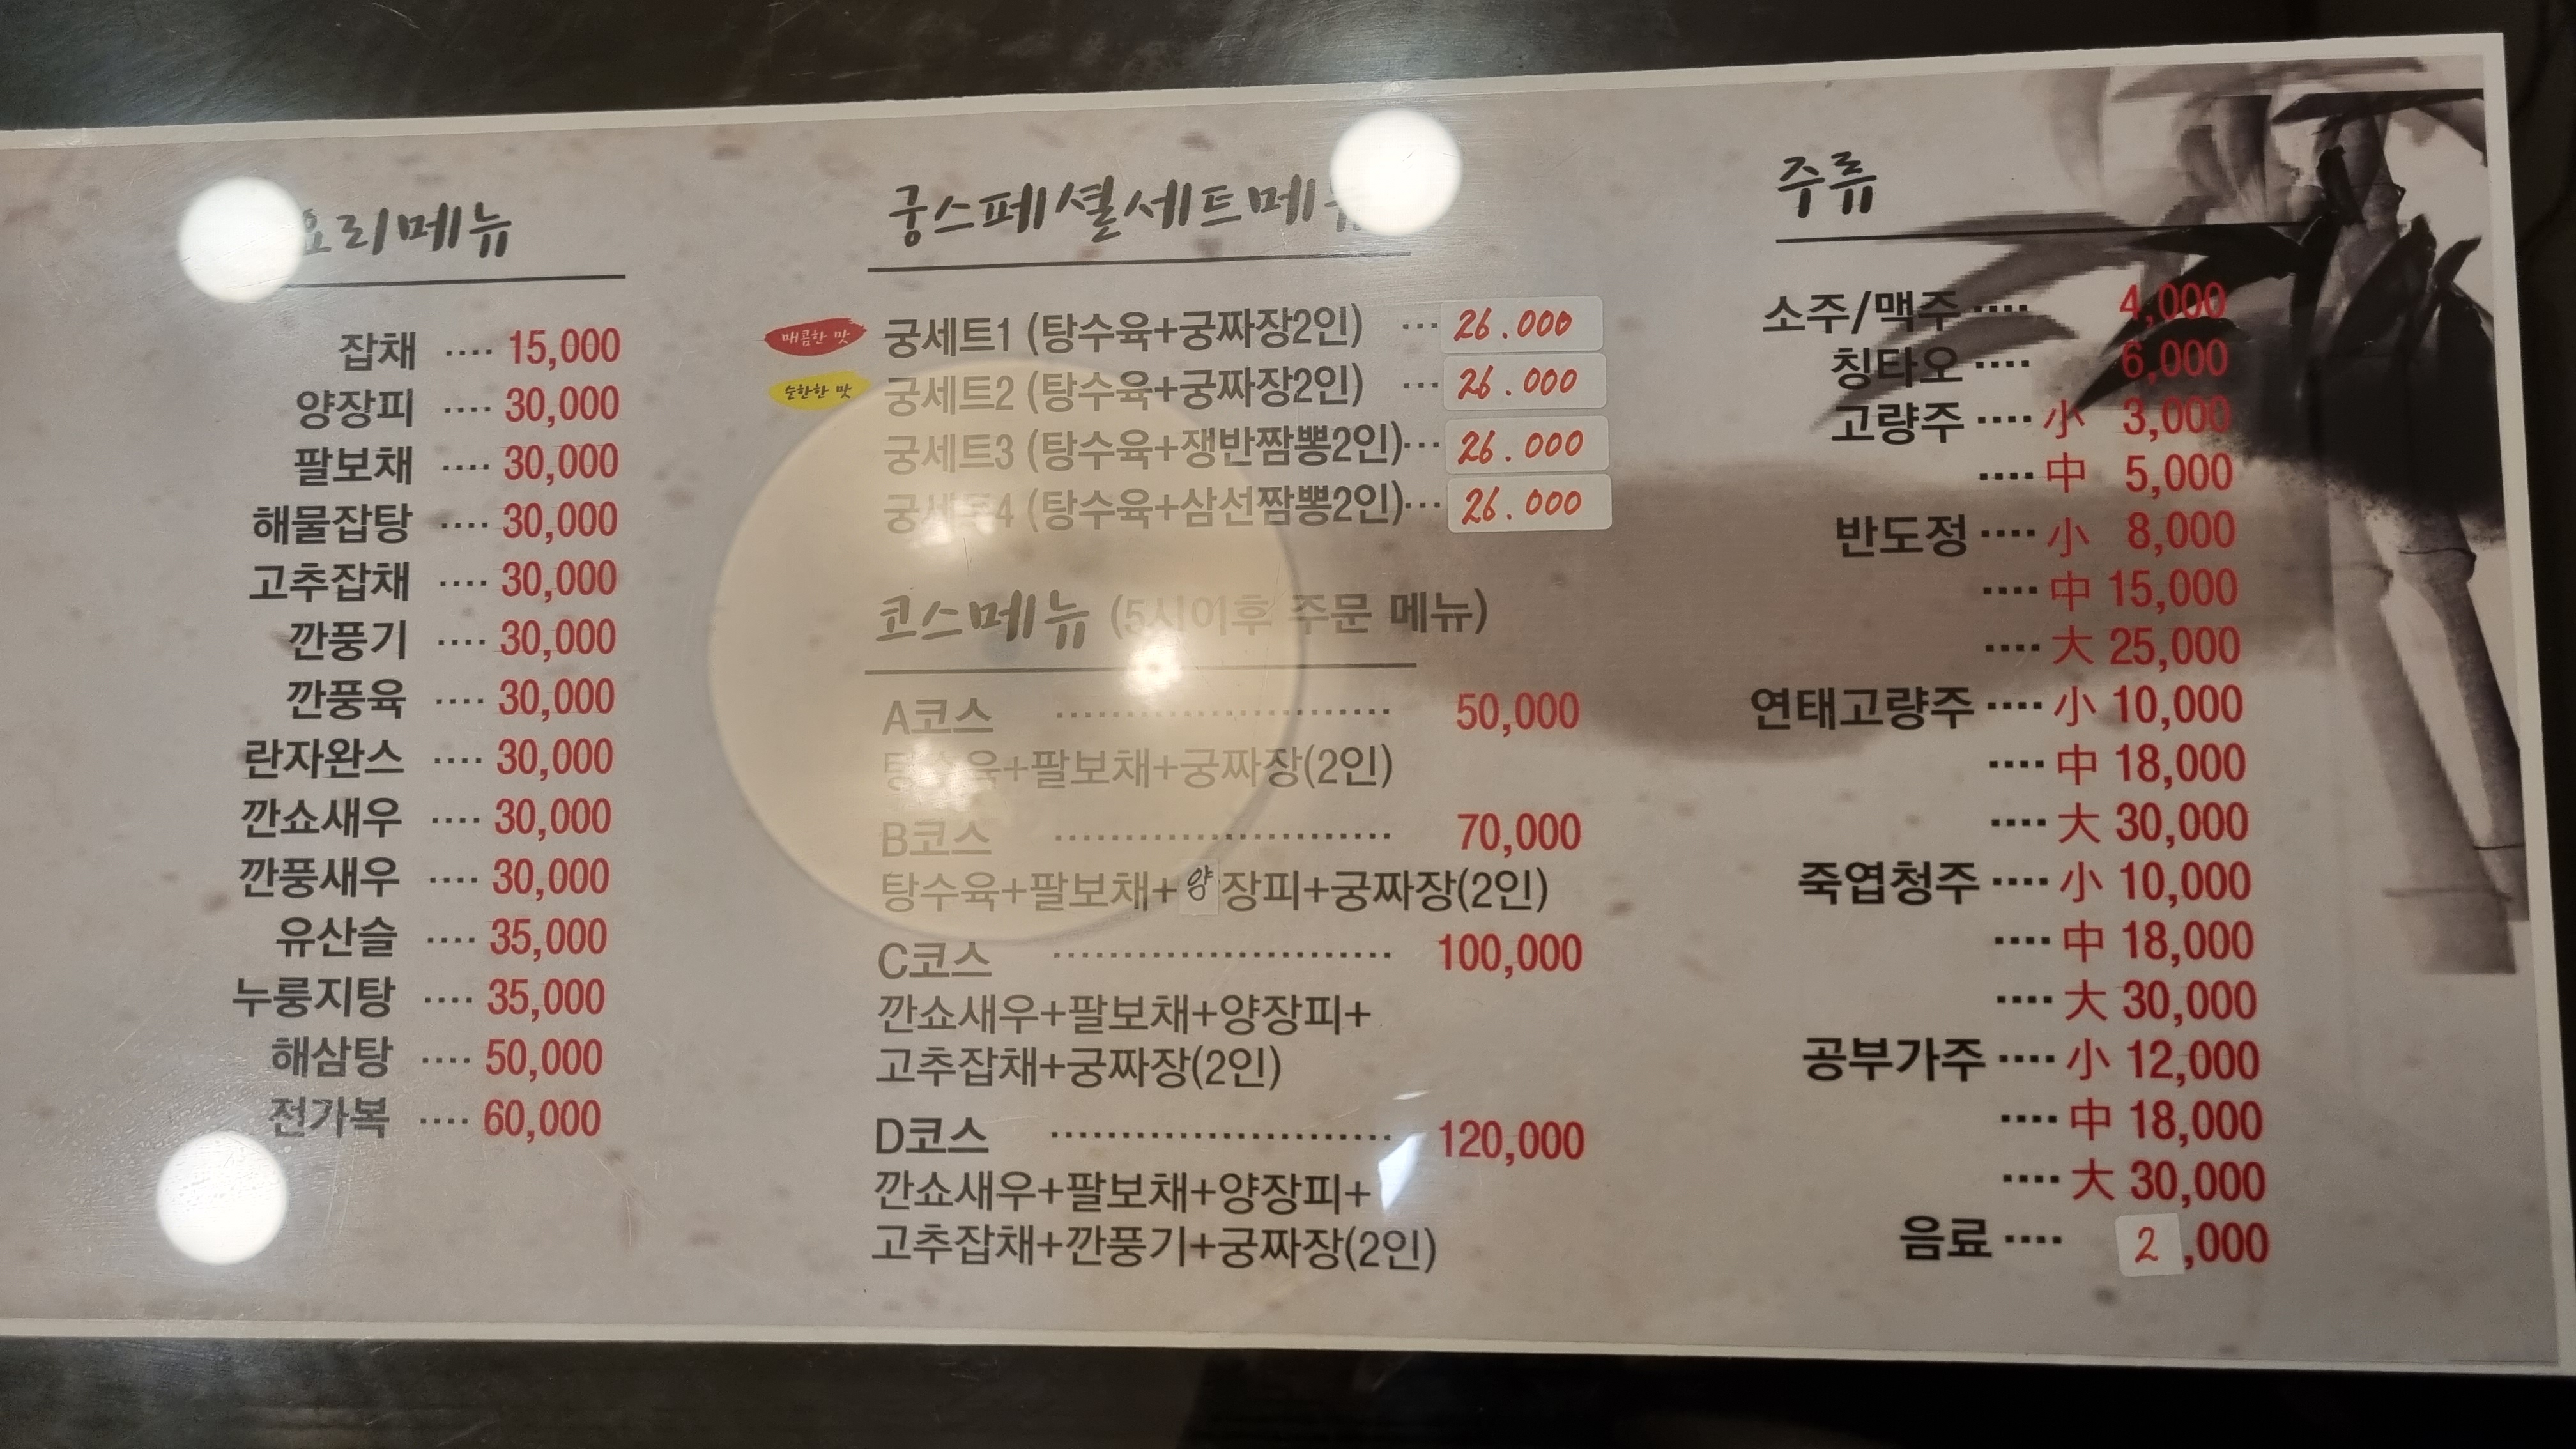 요리메뉴
잡채 ···· 15,000
양장피 ···· 30,000
팔보채 ···· 30,000
해물잡탕 ···· 30,000
고추잡채 ···· 30,000
깐풍기 ···· 30,000
깐풍육 ···· 30,000
란자완스 ···· 30,000
깐쇼새우 ···· 30,000
깐풍새우 ···· 30,000
유산슬 ···· 35,000
누룽지탕 ···· 35,000
해삼탕 ···· 50,000
전가복 ···· 60,000
궁스페셜세트메뉴
매콤한 맛 궁세트1 (탕수육+궁짜장2인) ··· 26.000
순한한 맛 궁세트2 (탕수육+궁짜장2인) ··· 26.000
궁세트3 (탕수육+쟁반짬뽕2인)··· 26.000
궁세트4 (탕수육+삼선짬뽕2인)··· 26.000
코스메뉴 (5시이후 주문 메뉴)
A코스 ························ 50,000
탕수육+팔보채+궁짜장(2인)
B코스 ························ 70,000
탕수육+팔보채+양장피+궁짜장(2인)
C코스 ························ 100,000
깐쇼새우+팔보채+양장피+
고추잡채+궁짜장(2인)
D코스 ························ 120,000
깐쇼새우+팔보채+양장피+
고추잡채+깐풍기+궁짜장(2인)
주류
소주/맥주 ···· 4,000
칭타오 ···· 6,000
고량주 ···· 小 3,000
···· 中 5,000
반도정 ···· 小 8,000
···· 中 15,000
···· 大 25,000
연태고량주 ···· 小 10,000
···· 中 18,000
···· 大 30,000
죽엽청주 ···· 小 10,000
···· 中 18,000
···· 大 30,000
공부가주 ···· 小 12,000
···· 中 18,000
···· 大 30,000
음료 ···· 2,000